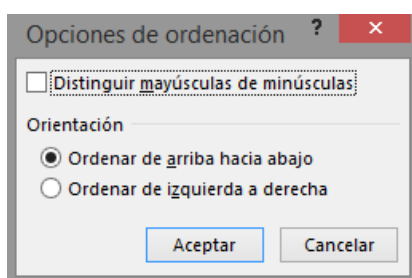 Opciones de ordenación ? ×
Distinguir mayúsculas de minúsculas
Orientación
Ordenar de arriba hacia abajo
Ordenar de izquierda a derecha
Aceptar Cancelar